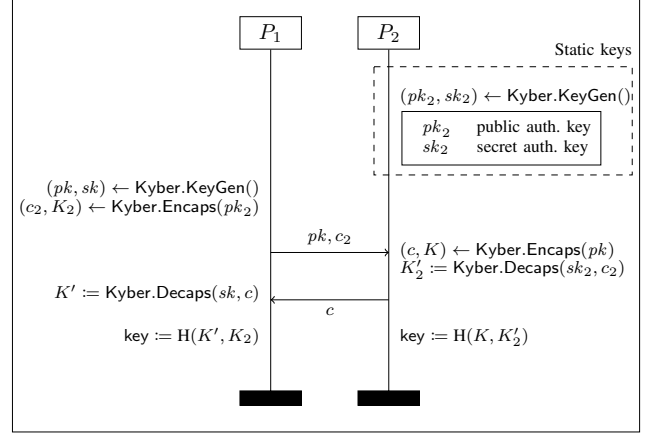 P₁ P₂
Static keys
(pk₂, sk₂) ← Kyber.KeyGen()
pk₂ public auth. key
sk₂ secret auth. key
(pk, sk) ← Kyber.KeyGen()
(c₂, K₂) ← Kyber.Encaps(pk₂)
pk, c₂
(c, K) ← Kyber.Encaps(pk)
K′₂ := Kyber.Decaps(sk₂, c₂)
K′ := Kyber.Decaps(sk, c)
c
key := H(K′, K₂)
key := H(K, K′₂)